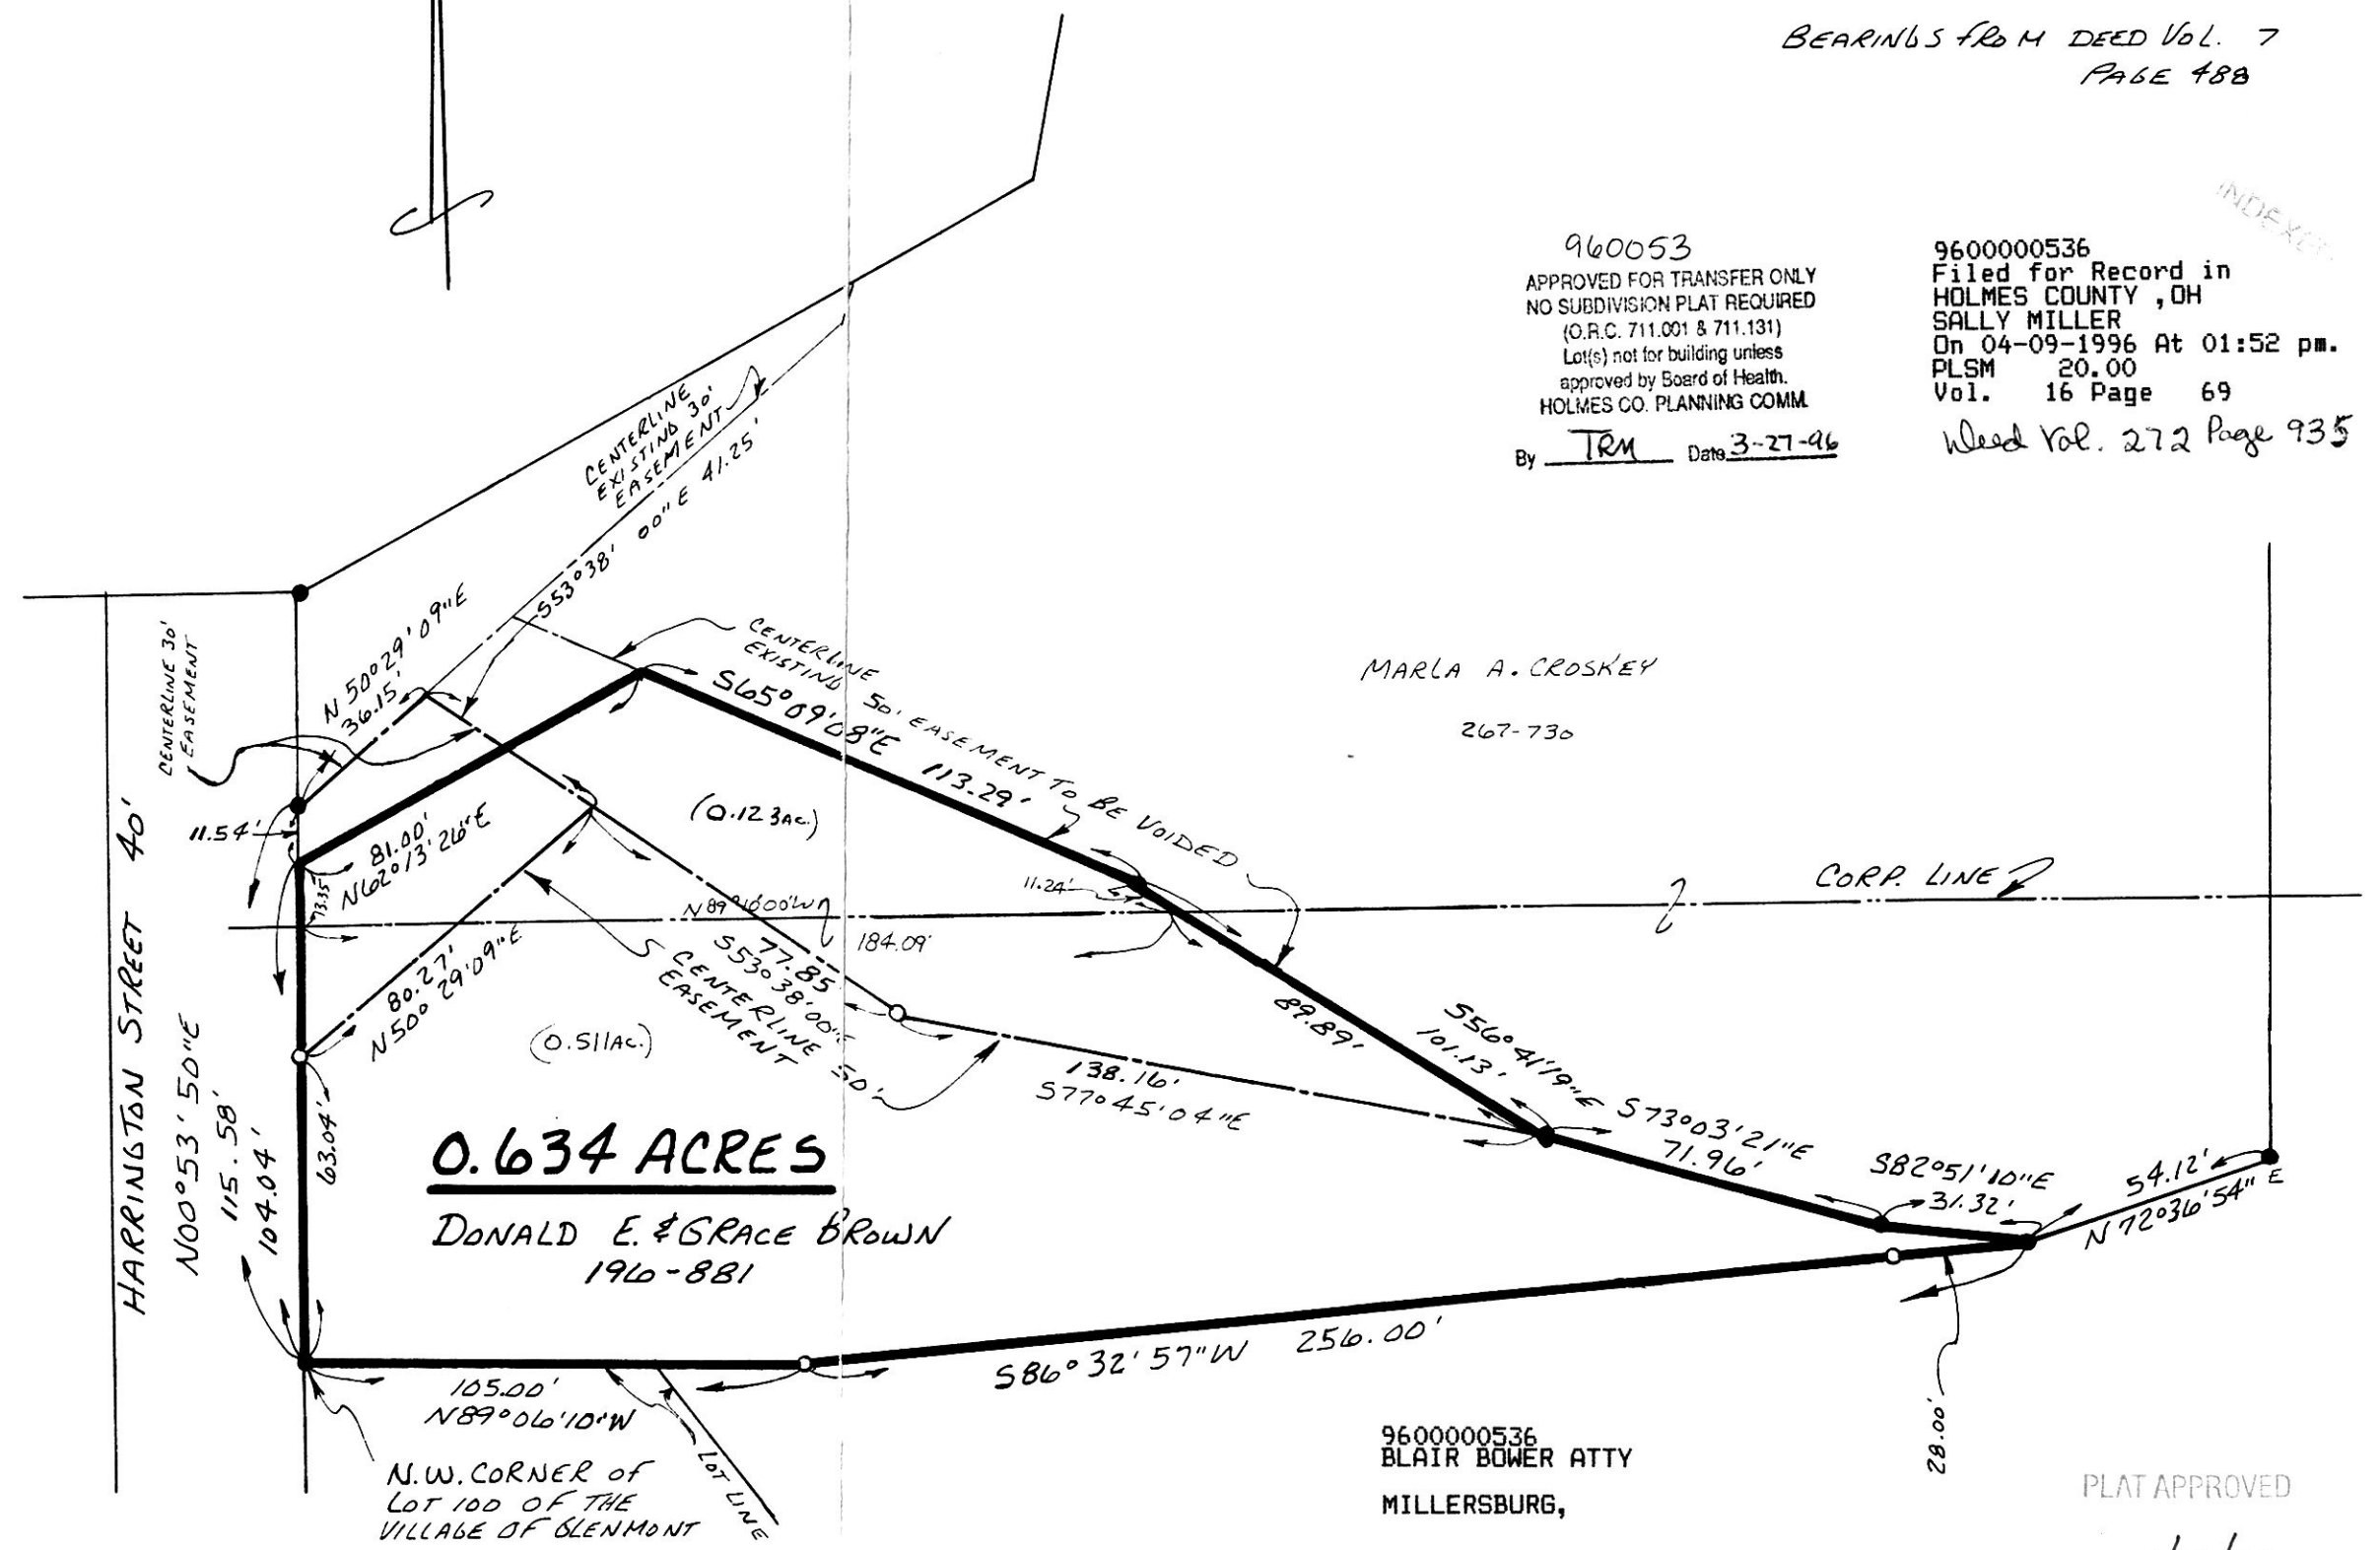 BEARINGS FROM DEED VOL. 7
PAGE 488
INDEXED
960053
APPROVED FOR TRANSFER ONLY
NO SUBDIVISION PLAT REQUIRED
(O.R.C. 711.001 & 711.131)
Lot(s) not for building unless
approved by Board of Health.
HOLMES CO. PLANNING COMM.
By TRM Date 3-27-96
9600000536
Filed for Record in
HOLMES COUNTY ,OH
SALLY MILLER
On 04-09-1996 At 01:52 pm.
PLSM 20.00
Vol. 16 Page 69
Deed Vol. 272 Page 935
CENTERLINE
EXISTING 30'
EASEMENT
S53°38'00"E 41.25'
N50°29'09"E
36.15'
CENTERLINE 30'
EASEMENT
CENTERLINE
EXISTING 50' EASEMENT TO BE VOIDED
S65°09'08"E 113.29'
MARLA A. CROSKEY
267-730
11.54'
81.00'
N62°13'26"E
13.35'
(0.123AC.)
11.24'
CORP. LINE
184.09'
77.85
S53°38'00"E
CENTERLINE 50'
EASEMENT
80.27'
N50°29'09"E
(0.511AC.)
89.89'
S56°41'19"E
101.13'
138.16'
S77°45'04"E
S73°03'21"E
71.96'
S82°51'10"E
31.32'
54.12'
N72°36'54"E
HARRINGTON STREET 40'
N00°53'50"E
115.58'
104.04'
63.04'
0.634 ACRES
DONALD E. & GRACE BROWN
196-881
105.00'
N89°06'10"W
S86°32'57"W 256.00'
28.00'
N.W. CORNER OF
LOT 100 OF THE
VILLAGE OF GLENMONT
LOT LINE
9600000536
BLAIR BOWER ATTY
MILLERSBURG,
PLAT APPROVED